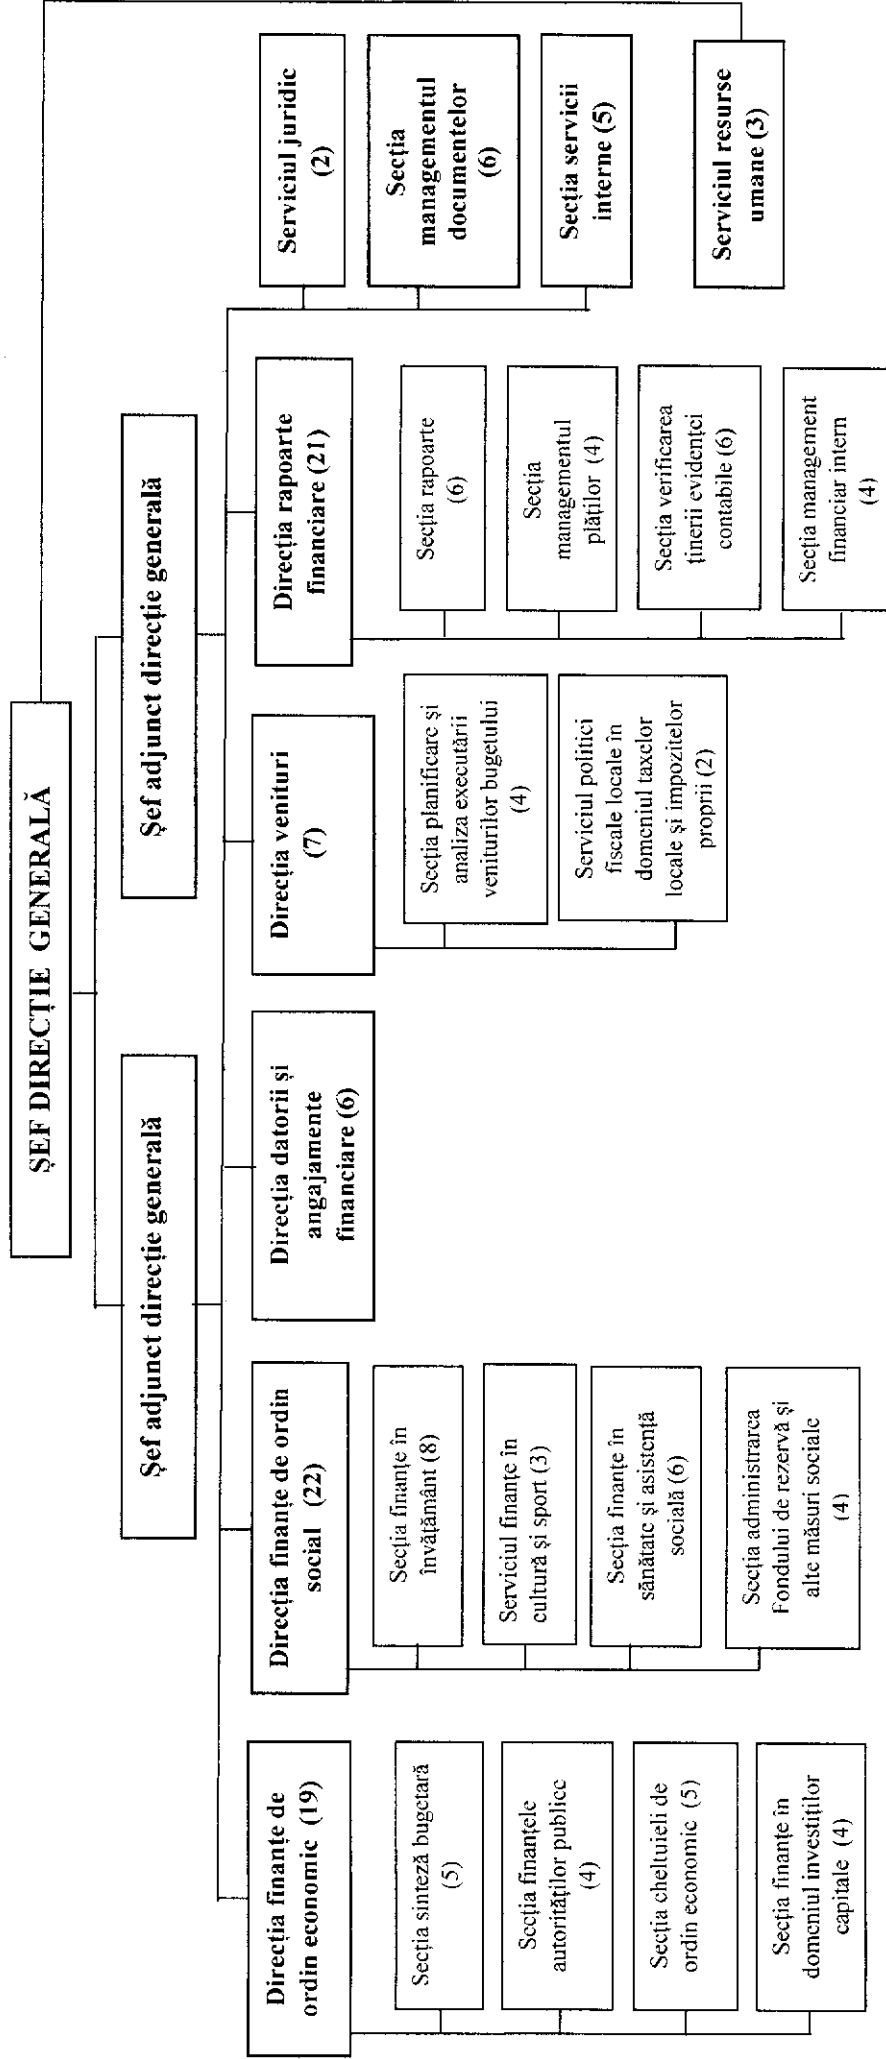 ȘEF DIRECȚIE GENERALĂ
Șef adjunct direcție generală
Șef adjunct direcție generală
Direcția finanțe de
ordin economic (19)
Secția sinteză bugetară
(5)
Secția finanțele
autorităților publice
(4)
Secția cheltuieli de
ordin economic (5)
Secția finanțe în
domeniul investiților
capitale (4)
Direcția finanțe de ordin
social (22)
Secția finanțe în
învățănânt (8)
Serviciul finanțe în
cultură și sport (3)
Secția finanțe în
sănătate și asistență
socială (6)
Secția administrarea
Fondului de rezervă și
alte măsuri sociale
(4)
Direcția datorii și
angajamente
financiare (6)
Direcția venituri
(7)
Secția planificare și
analiza executării
veniturilor bugetului
(4)
Serviciul politici
fiscale locale în
domeniul taxelor
locale și impozitelor
proprii (2)
Direcția rapoarte
financiare (21)
Secția rapoarte
(6)
Secția
managementul
plăților (4)
Secția verificarea
ținerii evidenței
contabile (6)
Secția management
financiar intern
(4)
Serviciul juridic
(2)
Secția
managementul
documentelor
(6)
Secția servicii
interne (5)
Serviciul resurse
umane (3)